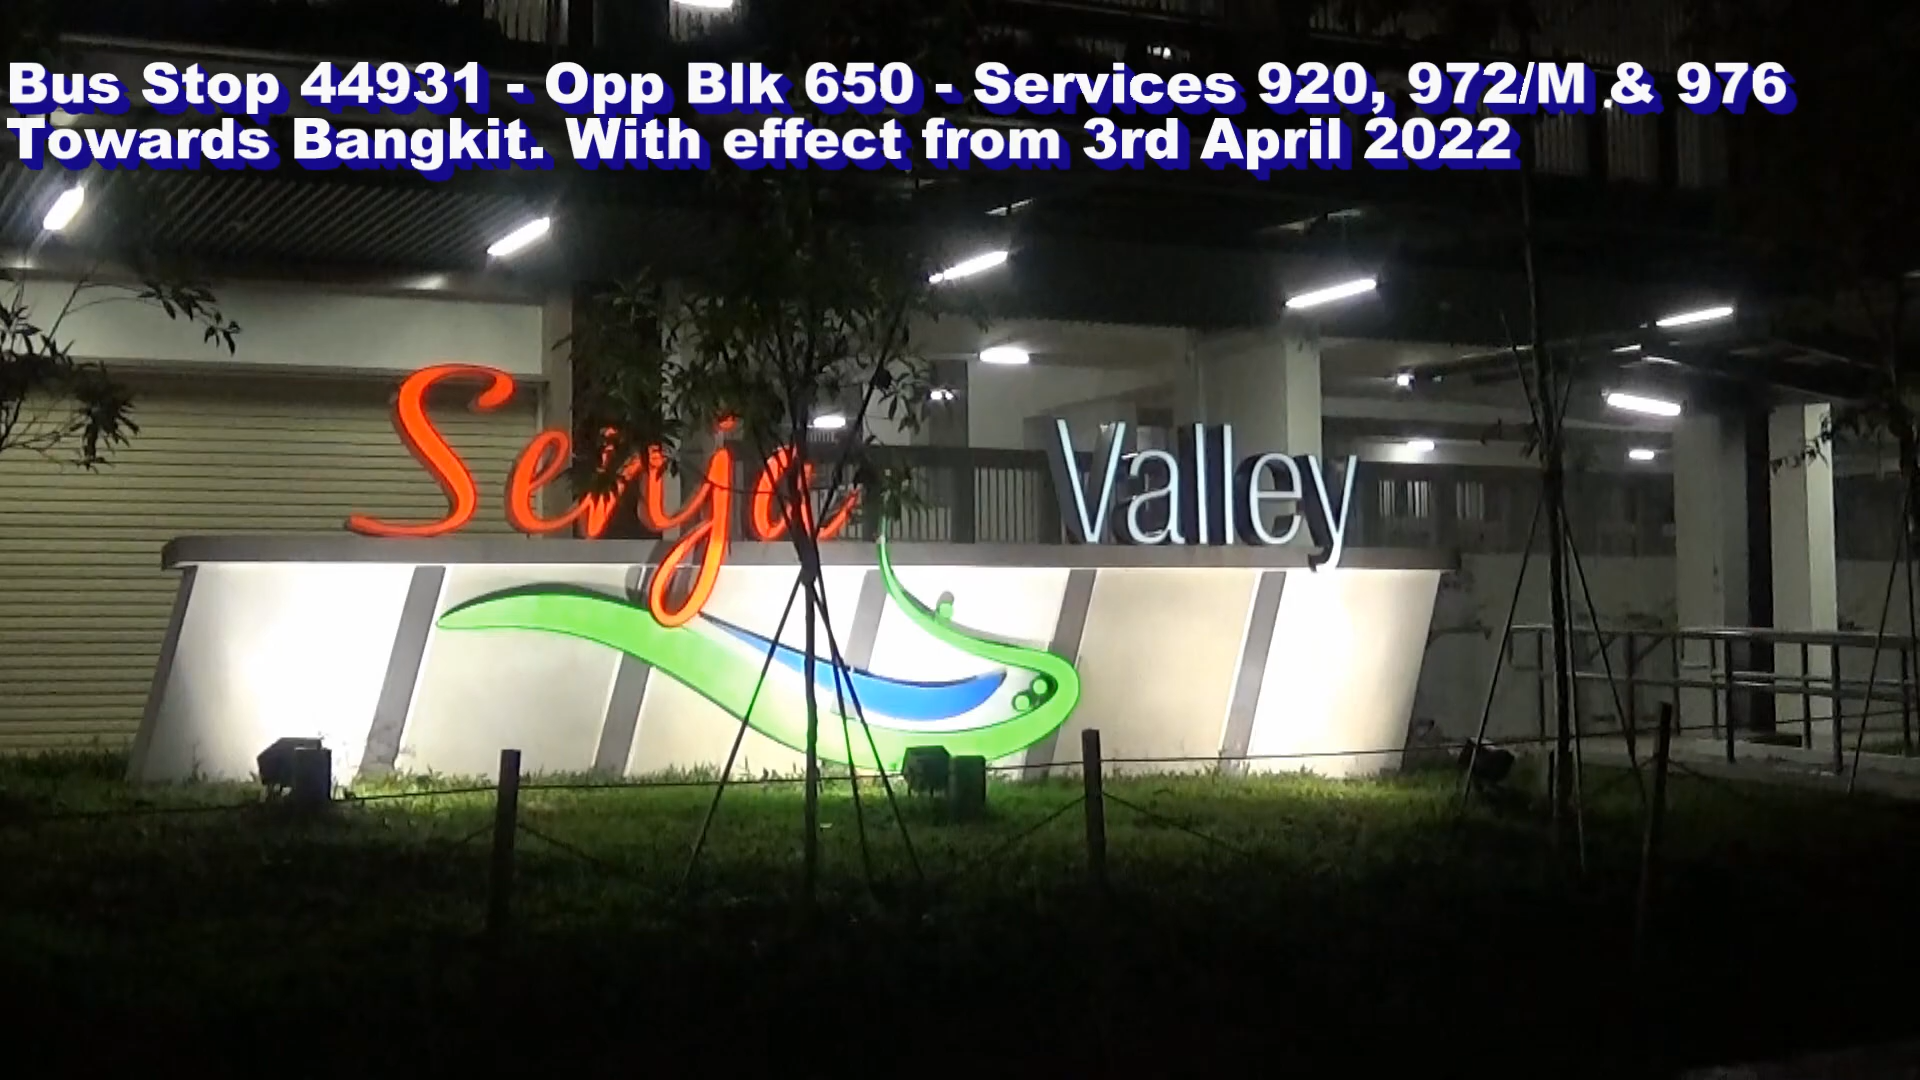 Bus Stop 44931 - Opp Blk 650 - Services 920, 972/M & 976
Towards Bangkit. With effect from 3rd April 2022
Senja Valley